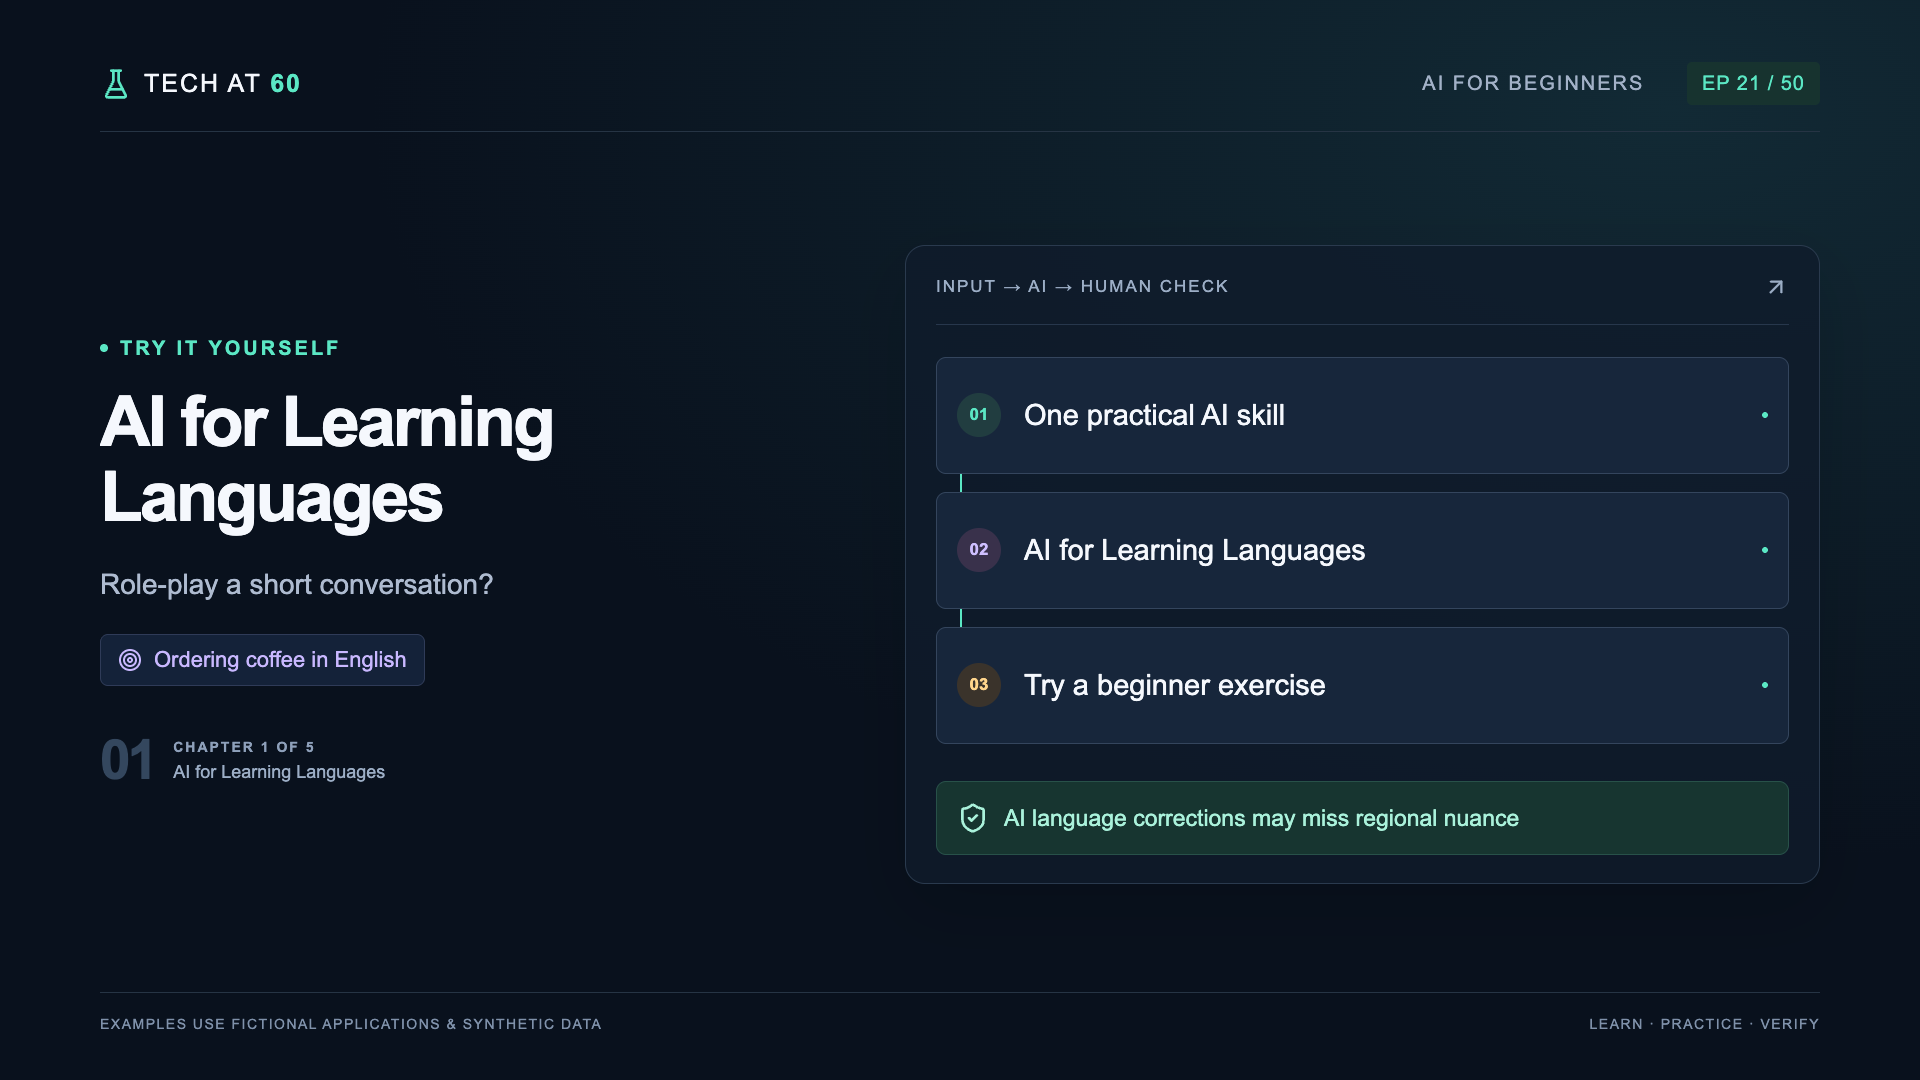 TECH AT 60
AI FOR BEGINNERS
EP 21 / 50
TRY IT YOURSELF
AI for Learning
Languages
Role-play a short conversation?
Ordering coffee in English
01
CHAPTER 1 OF 5
AI for Learning Languages
INPUT → AI → HUMAN CHECK
01
One practical AI skill
02
AI for Learning Languages
03
Try a beginner exercise
AI language corrections may miss regional nuance
EXAMPLES USE FICTIONAL APPLICATIONS & SYNTHETIC DATA
LEARN · PRACTICE · VERIFY